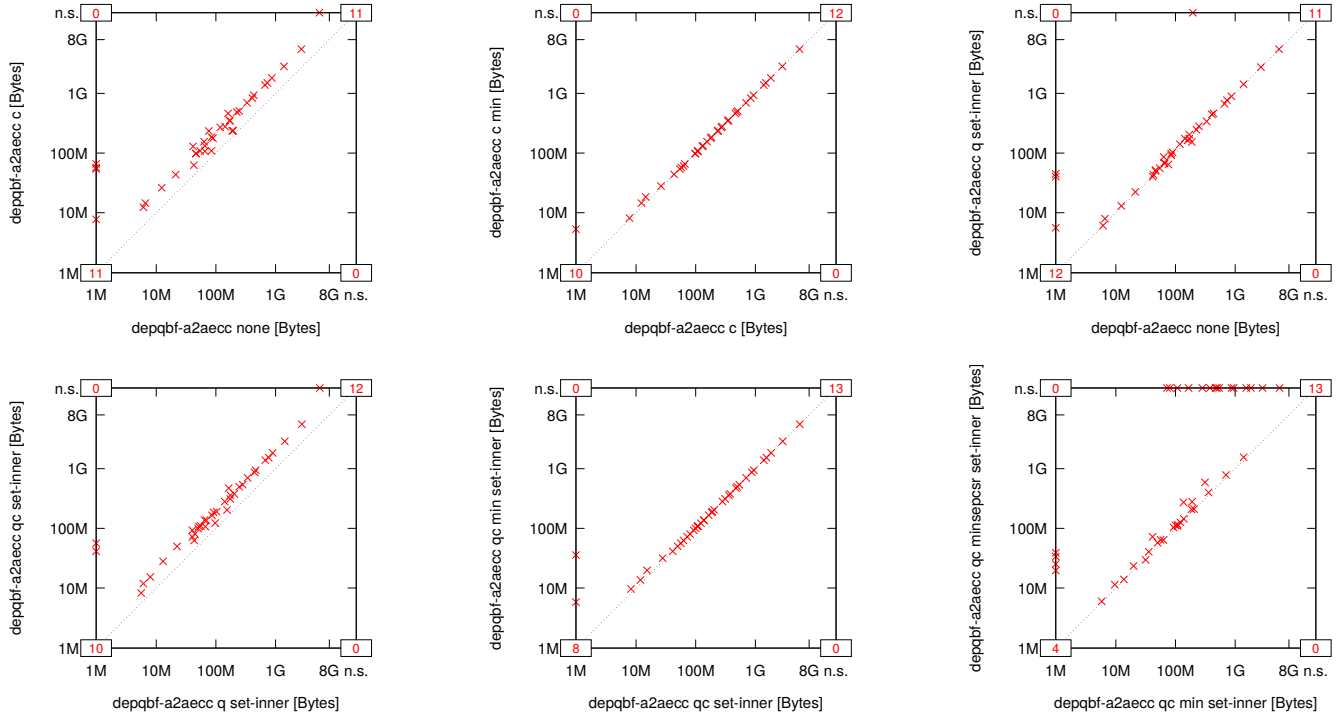 n.s. 0 11
8G
1G
100M
10M
1M 11 0
1M 10M 100M 1G 8G n.s.
depqbf-a2aecc c [Bytes]
depqbf-a2aecc none [Bytes]
n.s. 0 12
8G
1G
100M
10M
1M 10 0
1M 10M 100M 1G 8G n.s.
depqbf-a2aecc c min [Bytes]
depqbf-a2aecc c [Bytes]
n.s. 0 11
8G
1G
100M
10M
1M 12 0
1M 10M 100M 1G 8G n.s.
depqbf-a2aecc q set-inner [Bytes]
depqbf-a2aecc none [Bytes]
n.s. 0 12
8G
1G
100M
10M
1M 10 0
1M 10M 100M 1G 8G n.s.
depqbf-a2aecc qc set-inner [Bytes]
depqbf-a2aecc q set-inner [Bytes]
n.s. 0 13
8G
1G
100M
10M
1M 8 0
1M 10M 100M 1G 8G n.s.
depqbf-a2aecc qc min set-inner [Bytes]
depqbf-a2aecc qc set-inner [Bytes]
n.s. 0 13
8G
1G
100M
10M
1M 4 0
1M 10M 100M 1G 8G n.s.
depqbf-a2aecc qc minsepcsr set-inner [Bytes]
depqbf-a2aecc qc min set-inner [Bytes]